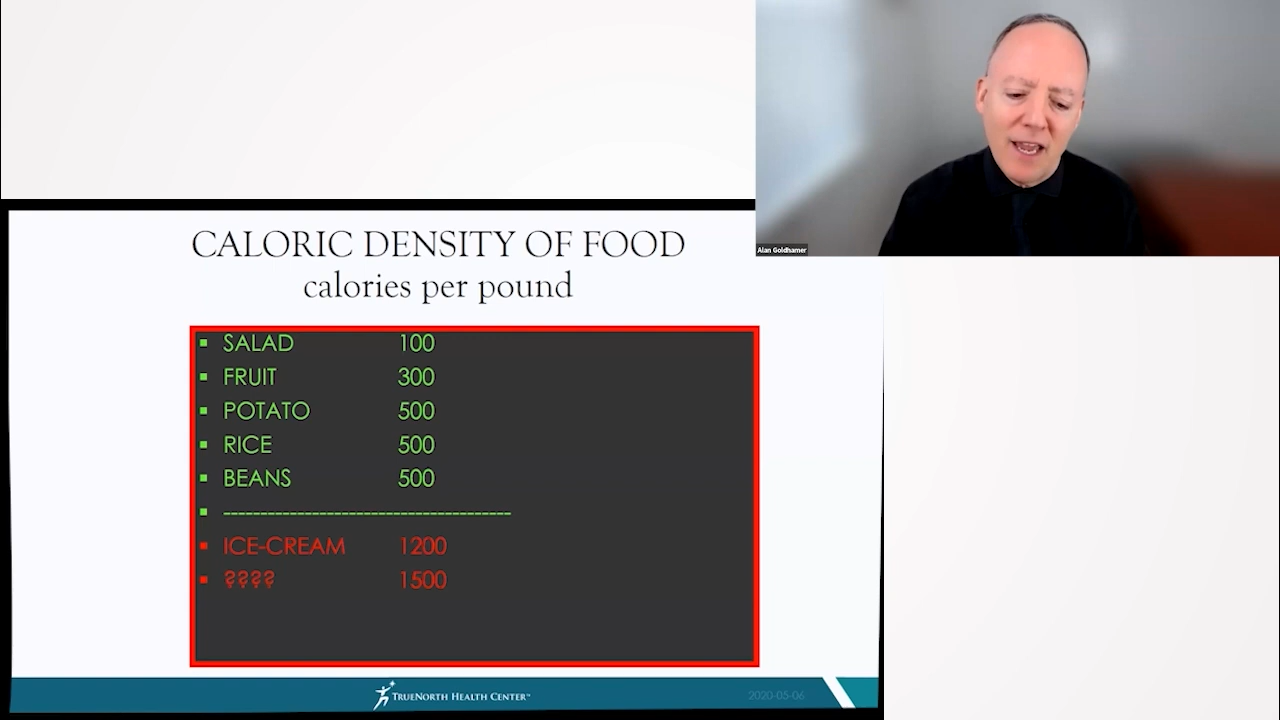 Alan Goldhamer
CALORIC DENSITY OF FOOD
calories per pound
▪ SALAD 100
▪ FRUIT 300
▪ POTATO 500
▪ RICE 500
▪ BEANS 500
▪ ---------------------------------------
▪ ICE-CREAM 1200
▪ ???? 1500
TRUENORTH HEALTH CENTER™
2020-05-06